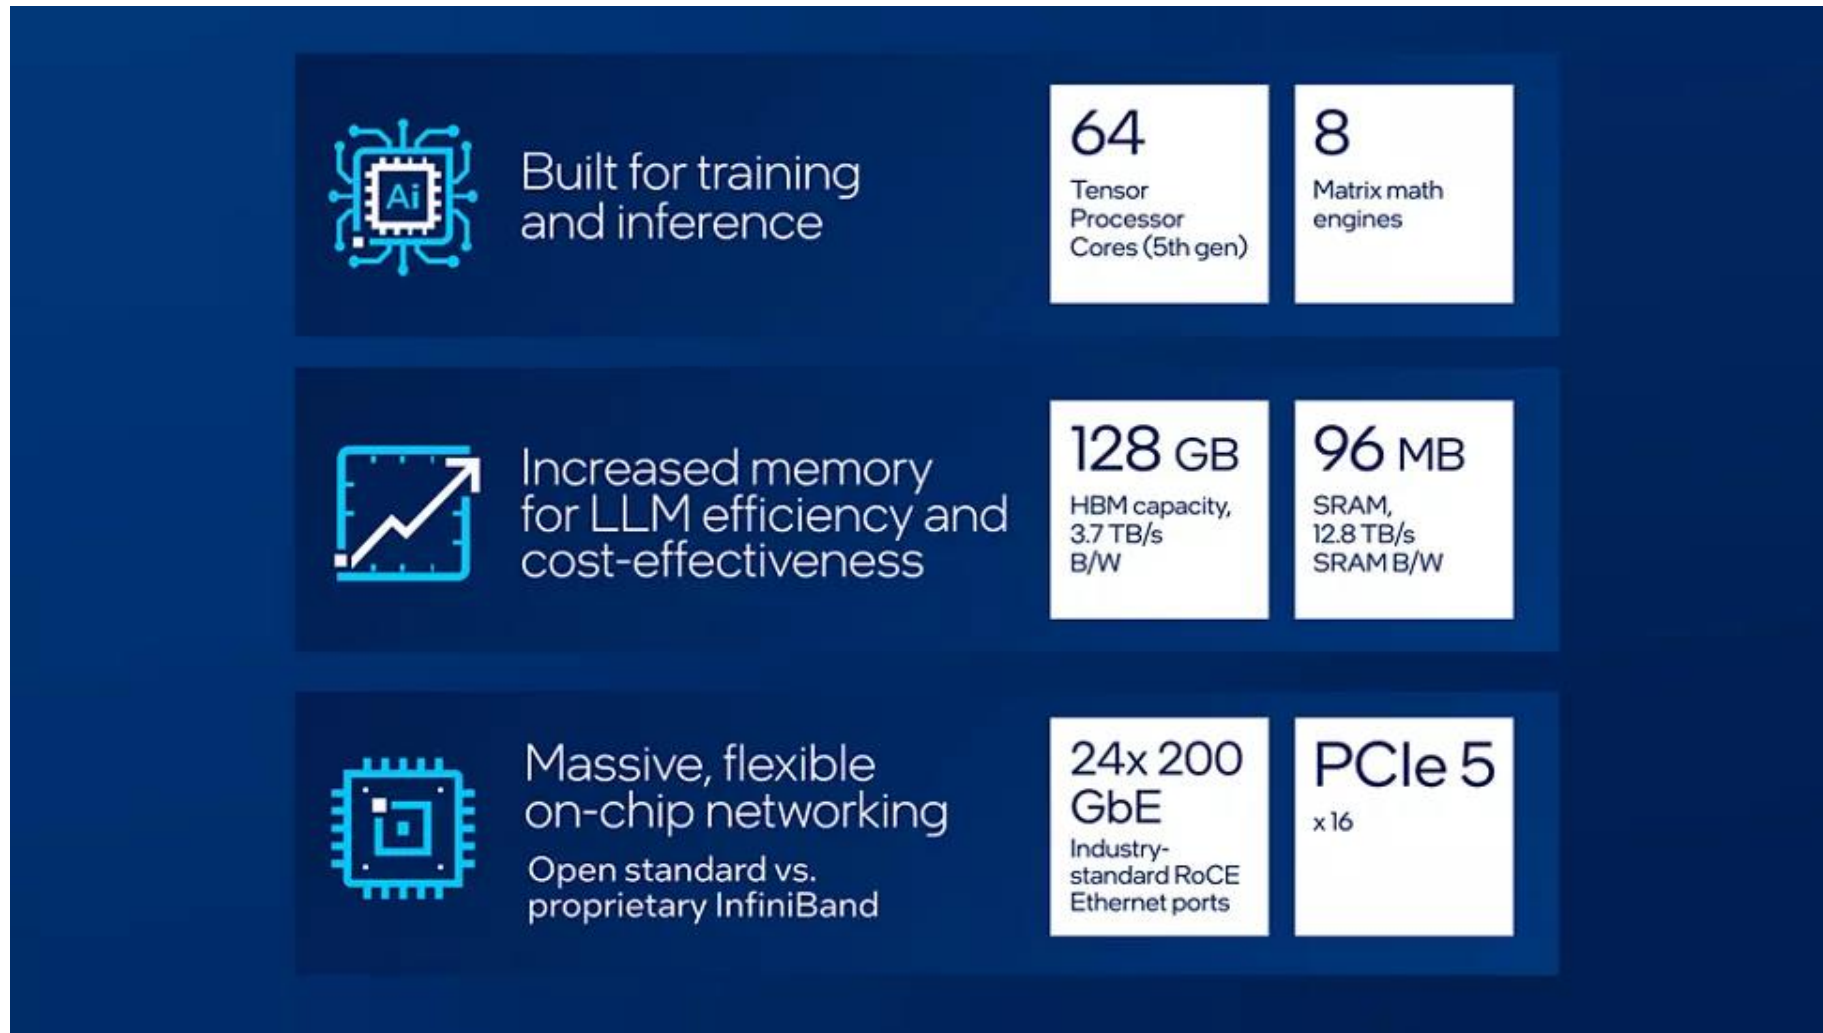 Ai
Built for training
and inference
64
Tensor
Processor
Cores (5th gen)
8
Matrix math
engines
Increased memory
for LLM efficiency and
cost-effectiveness
128 GB
HBM capacity,
3.7 TB/s
B/W
96 MB
SRAM,
12.8 TB/s
SRAM B/W
Massive, flexible
on-chip networking
Open standard vs.
proprietary InfiniBand
24x 200
GbE
Industry-
standard RoCE
Ethernet ports
PCIe 5
x 16